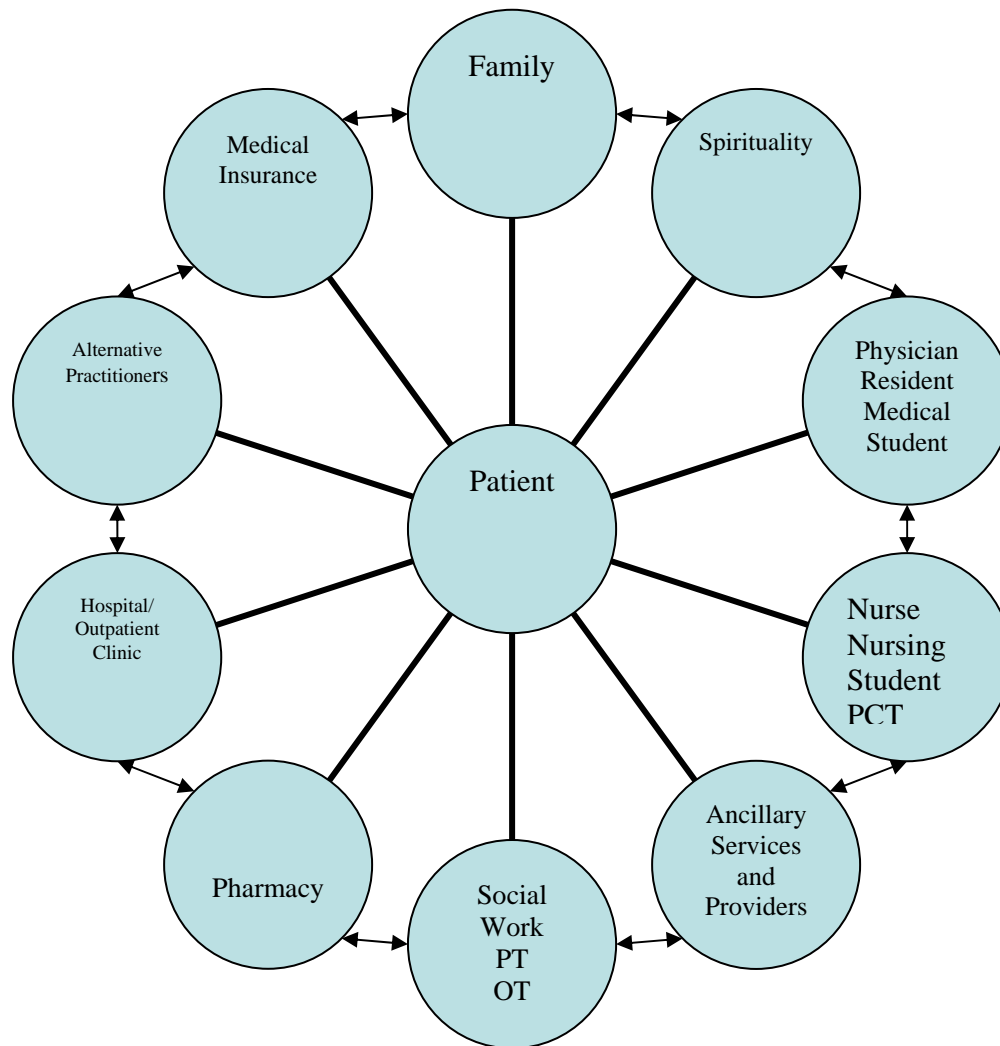 Family
Medical
Insurance
Spirituality
Alternative
Practitioners
Physician
Resident
Medical
Student
Patient
Hospital/
Outpatient
Clinic
Nurse
Nursing
Student
PCT
Pharmacy
Social
Work
PT
OT
Ancillary
Services
and
Providers